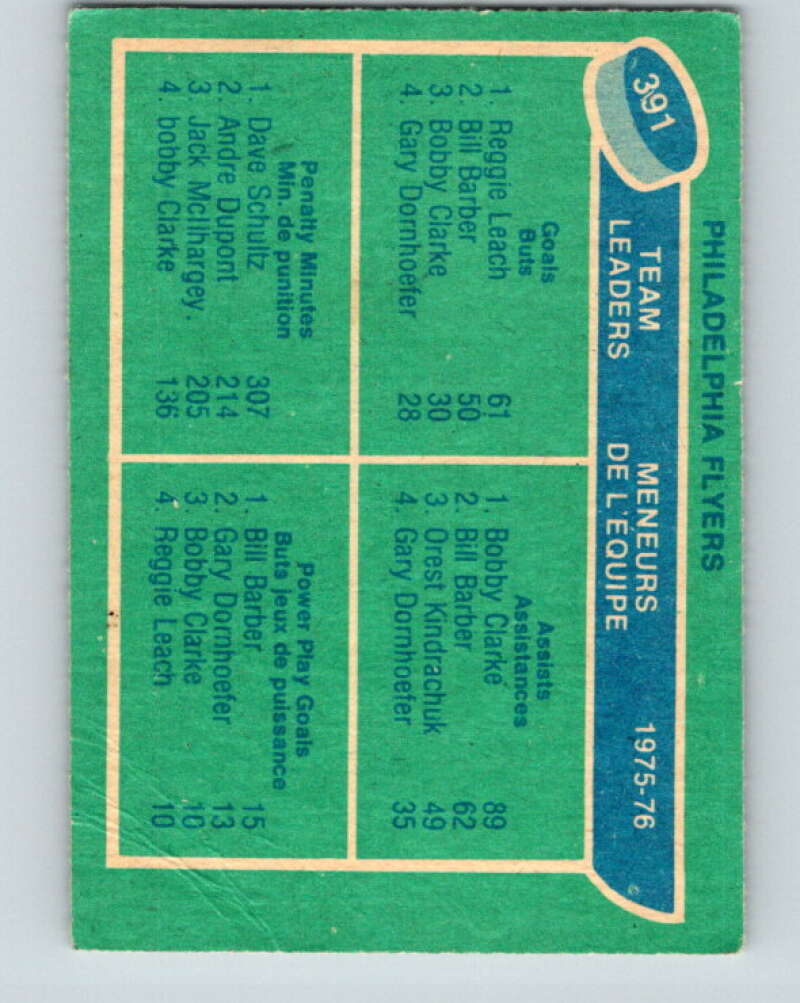 PHILADELPHIA FLYERS
391
TEAM LEADERS
MENEURS DE L'ÉQUIPE
1975-76
Goals
Buts
1. Reggie Leach 61
2. Bill Barber 50
3. Bobby Clarke 30
4. Gary Dornhoefer 28
Assists
Assistances
1. Bobby Clarke 89
2. Bill Barber 62
3. Orest Kindrachuk 49
4. Gary Dornhoefer 35
Penalty Minutes
Min. de punition
1. Dave Schultz 307
2. Andre Dupont 214
3. Jack McIlhargey. 205
4. bobby Clarke 136
Power Play Goals
Buts jeux de puissance
1. Bill Barber 15
2. Gary Dornhoefer 13
3. Bobby Clarke 10
4. Reggie Leach 10